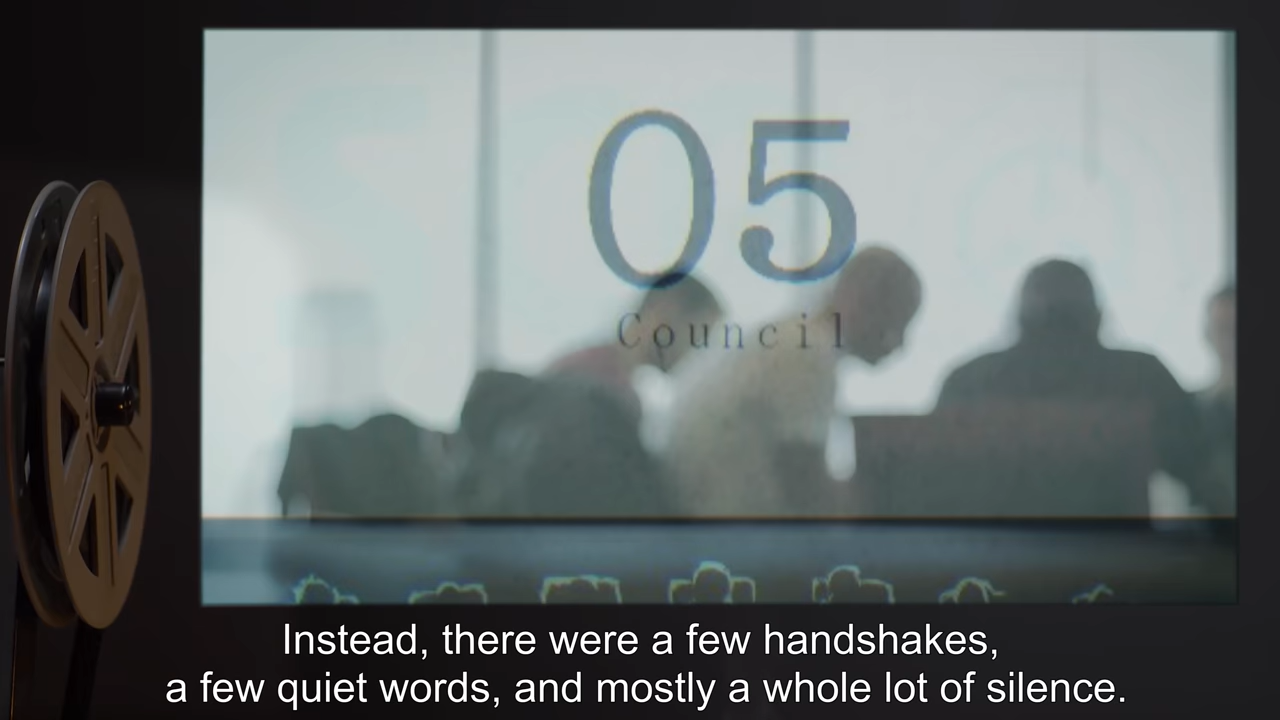 05
Council
Instead, there were a few handshakes,
a few quiet words, and mostly a whole lot of silence.